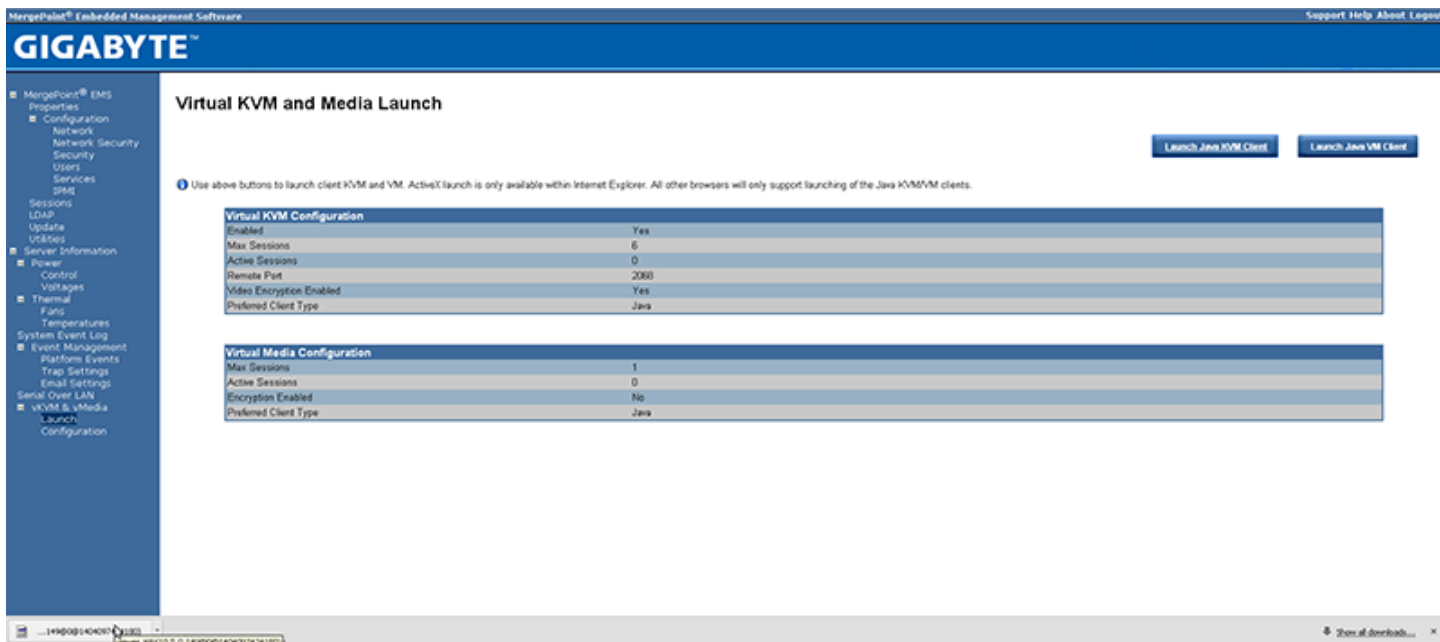 MergePoint® Embedded Management Software
Support Help About Logout
GIGABYTE™
MergePoint® EMS
Properties
Configuration
Network
Network Security
Security
Users
Services
IPMI
Sessions
LDAP
Update
Utilities
Server Information
Power
Control
Voltages
Thermal
Fans
Temperatures
System Event Log
Event Management
Platform Events
Trap Settings
Email Settings
Serial Over LAN
vKVM & vMedia
Launch
Configuration
Virtual KVM and Media Launch
Launch Java KVM Client
Launch Java VM Client
Use above buttons to launch client KVM and VM. ActiveX launch is only available within Internet Explorer. All other browsers will only support launching of the Java KVM/VM clients.
Virtual KVM Configuration
Enabled Yes
Max Sessions 6
Active Sessions 0
Remote Port 2068
Video Encryption Enabled Yes
Preferred Client Type Java
Virtual Media Configuration
Max Sessions 1
Active Sessions 0
Encryption Enabled No
Preferred Client Type Java
Show all downloads...